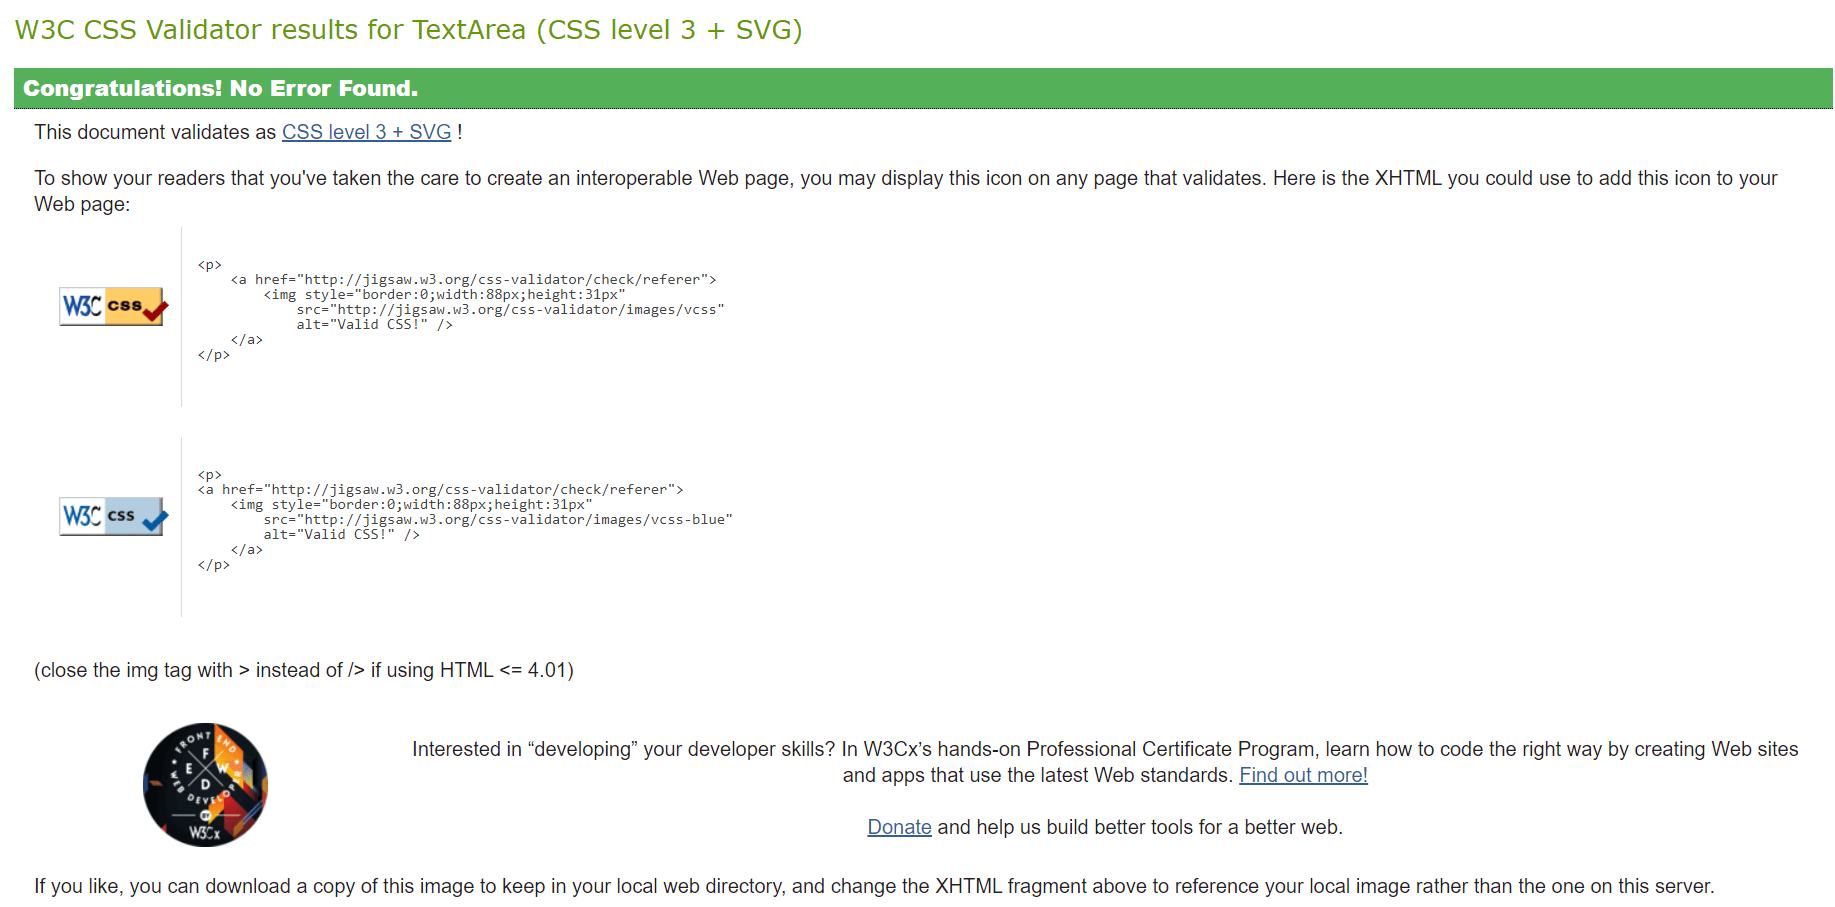 W3C CSS Validator results for TextArea (CSS level 3 + SVG)
Congratulations! No Error Found.
This document validates as CSS level 3 + SVG !
To show your readers that you've taken the care to create an interoperable Web page, you may display this icon on any page that validates. Here is the XHTML you could use to add this icon to your
Web page:
W3C css
<p>
    <a href="http://jigsaw.w3.org/css-validator/check/referer">
        <img style="border:0;width:88px;height:31px"
            src="http://jigsaw.w3.org/css-validator/images/vcss"
            alt="Valid CSS!" />
    </a>
</p>
W3C css
<p>
<a href="http://jigsaw.w3.org/css-validator/check/referer">
    <img style="border:0;width:88px;height:31px"
        src="http://jigsaw.w3.org/css-validator/images/vcss-blue"
        alt="Valid CSS!" />
    </a>
</p>
(close the img tag with > instead of /> if using HTML <= 4.01)
FRONT END
F
E W
D
WEB DEVELOPER
BY
W3Cx
Interested in “developing” your developer skills? In W3Cx’s hands-on Professional Certificate Program, learn how to code the right way by creating Web sites
and apps that use the latest Web standards. Find out more!
Donate and help us build better tools for a better web.
If you like, you can download a copy of this image to keep in your local web directory, and change the XHTML fragment above to reference your local image rather than the one on this server.